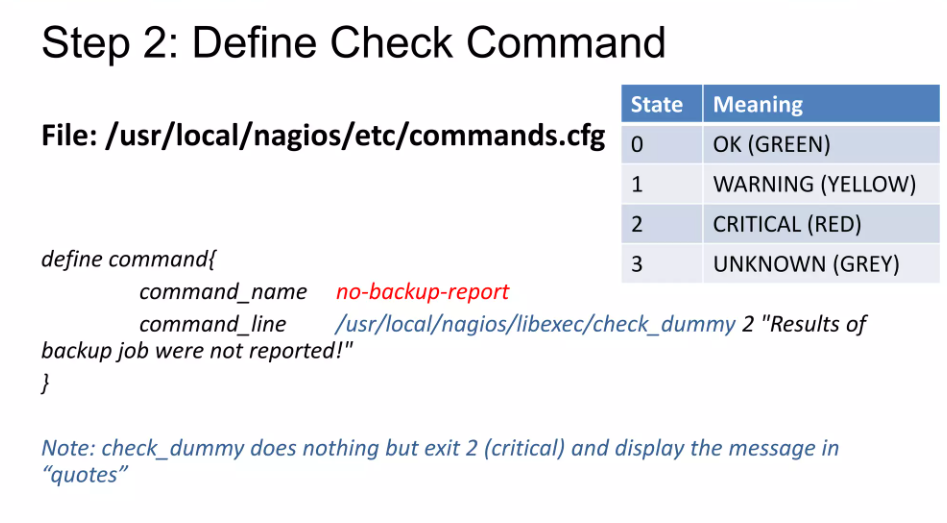 Step 2: Define Check Command
File: /usr/local/nagios/etc/commands.cfg
State Meaning
0 OK (GREEN)
1 WARNING (YELLOW)
2 CRITICAL (RED)
3 UNKNOWN (GREY)
define command{
command_name no-backup-report
command_line /usr/local/nagios/libexec/check_dummy 2 "Results of
backup job were not reported!"
}
Note: check_dummy does nothing but exit 2 (critical) and display the message in
“quotes”